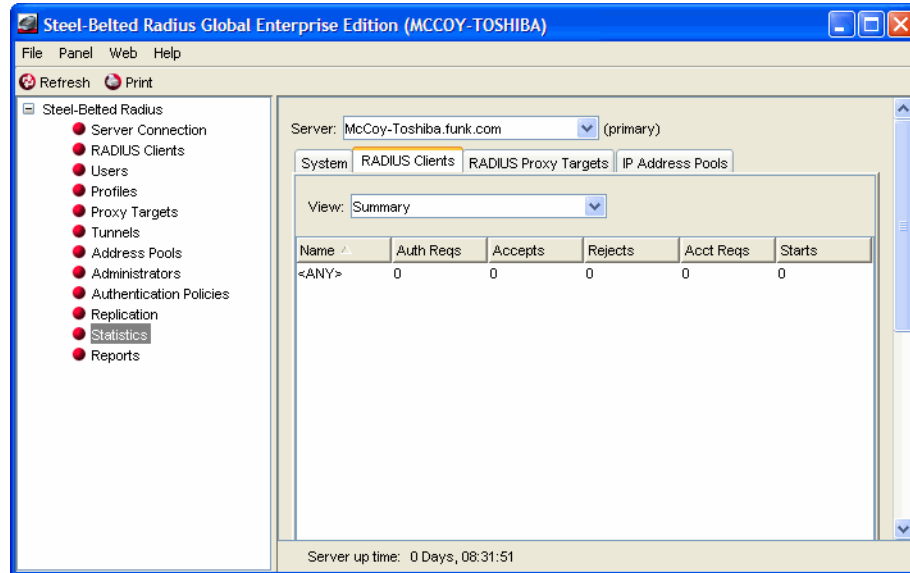 Steel-Belted Radius Global Enterprise Edition (MCCOY-TOSHIBA)
File Panel Web Help
Refresh Print
Steel-Belted Radius
Server Connection
RADIUS Clients
Users
Profiles
Proxy Targets
Tunnels
Address Pools
Administrators
Authentication Policies
Replication
Statistics
Reports
Server: McCoy-Toshiba.funk.com (primary)
System RADIUS Clients RADIUS Proxy Targets IP Address Pools
View: Summary
Name Auth Reqs Accepts Rejects Acct Reqs Starts
<ANY> 0 0 0 0 0
Server up time: 0 Days, 08:31:51